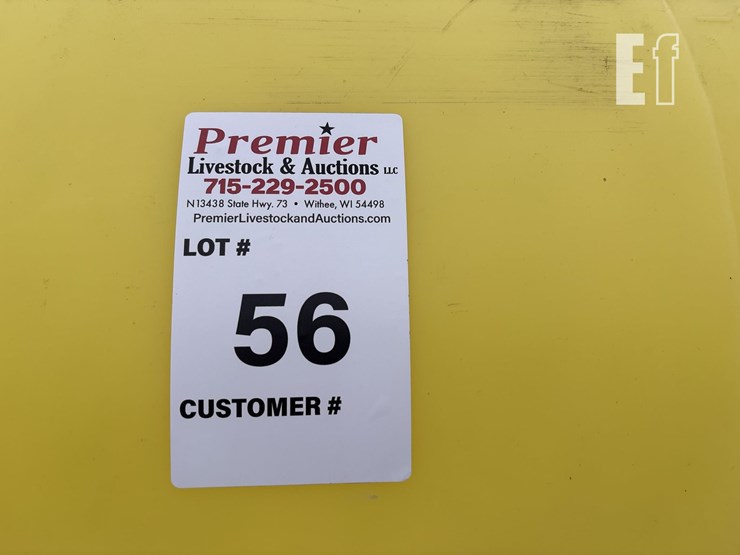 Ef
Premier
Livestock & Auctions LLC
715-229-2500
N13438 State Hwy. 73 • Withee, WI 54498
PremierLivestockandAuctions.com
LOT #
56
CUSTOMER #